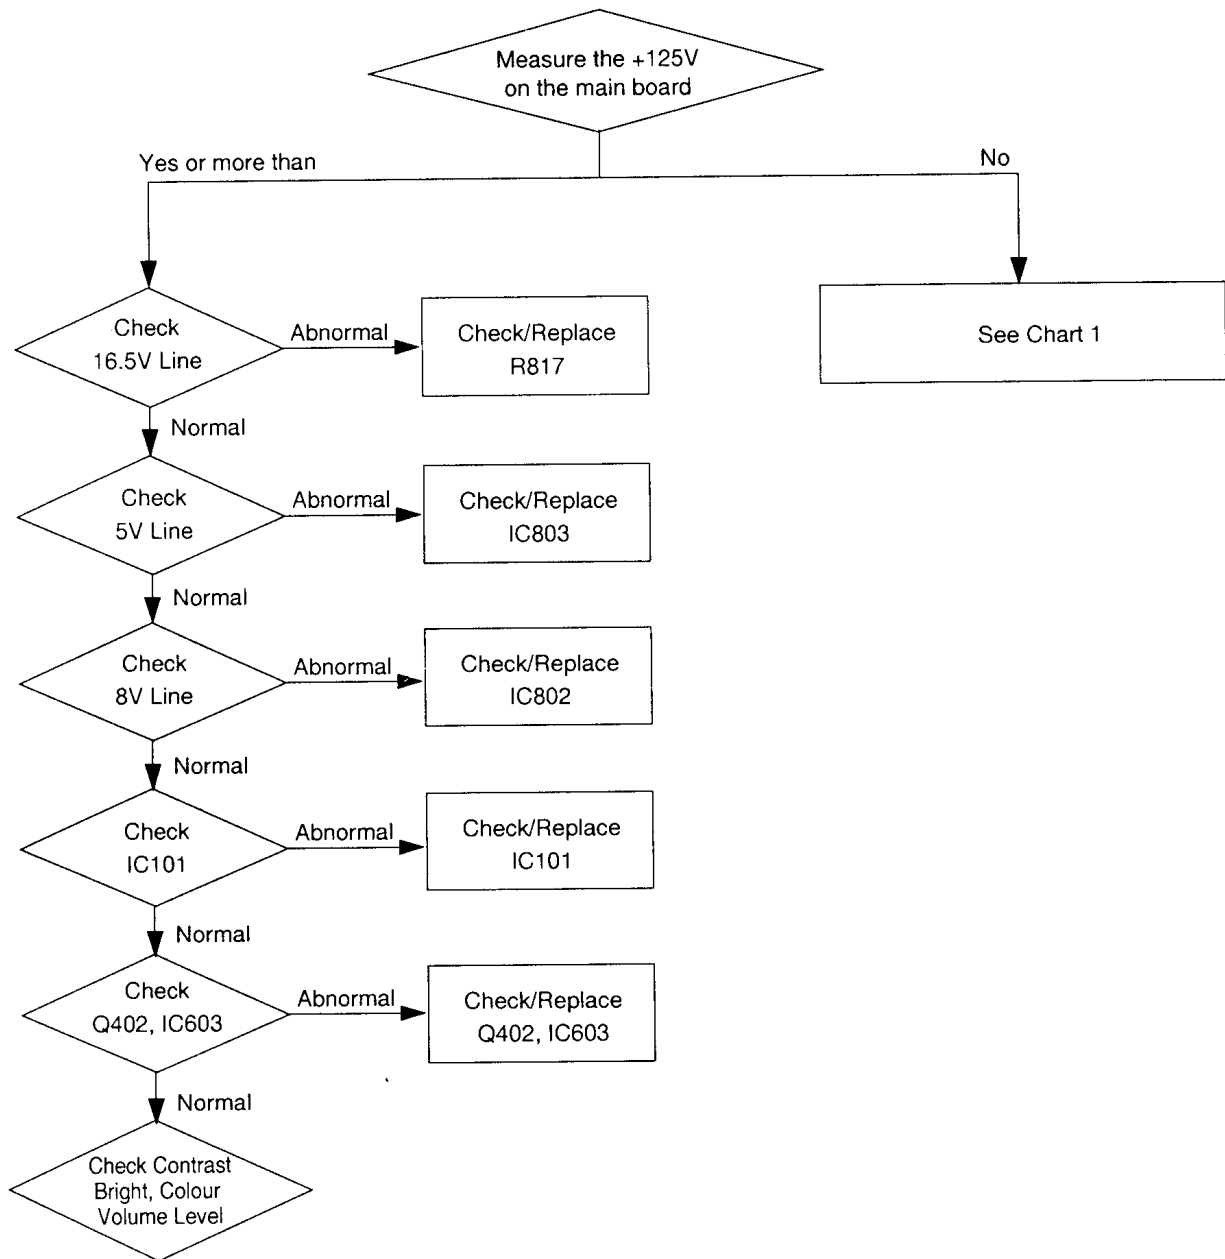 Measure the +125V
on the main board
Yes or more than
No
Check
16.5V Line
Abnormal
Check/Replace
R817
See Chart 1
Normal
Check
5V Line
Abnormal
Check/Replace
IC803
Normal
Check
8V Line
Abnormal
Check/Replace
IC802
Normal
Check
IC101
Abnormal
Check/Replace
IC101
Normal
Check
Q402, IC603
Abnormal
Check/Replace
Q402, IC603
Normal
Check Contrast
Bright, Colour
Volume Level